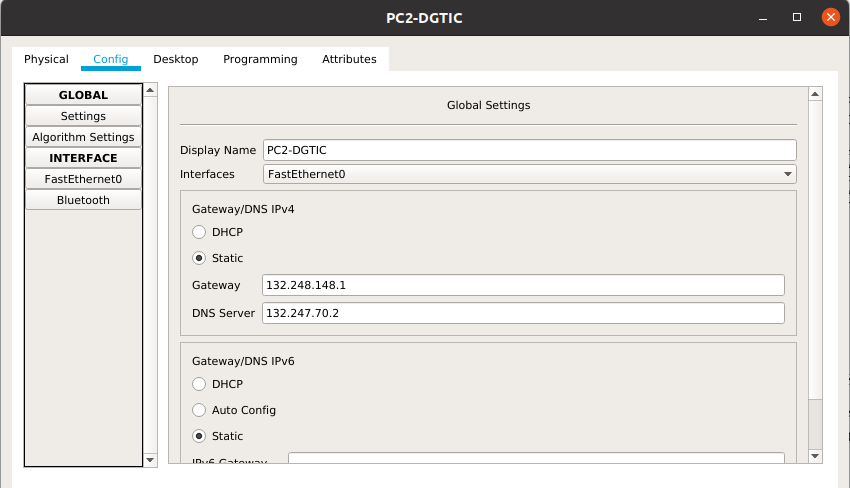 PC2-DGTIC
Physical Config Desktop Programming Attributes
GLOBAL
Settings
Algorithm Settings
INTERFACE
FastEthernet0
Bluetooth
Global Settings
Display Name PC2-DGTIC
Interfaces FastEthernet0
Gateway/DNS IPv4
DHCP
Static
Gateway 132.248.148.1
DNS Server 132.247.70.2
Gateway/DNS IPv6
DHCP
Auto Config
Static
IPv6 Gateway